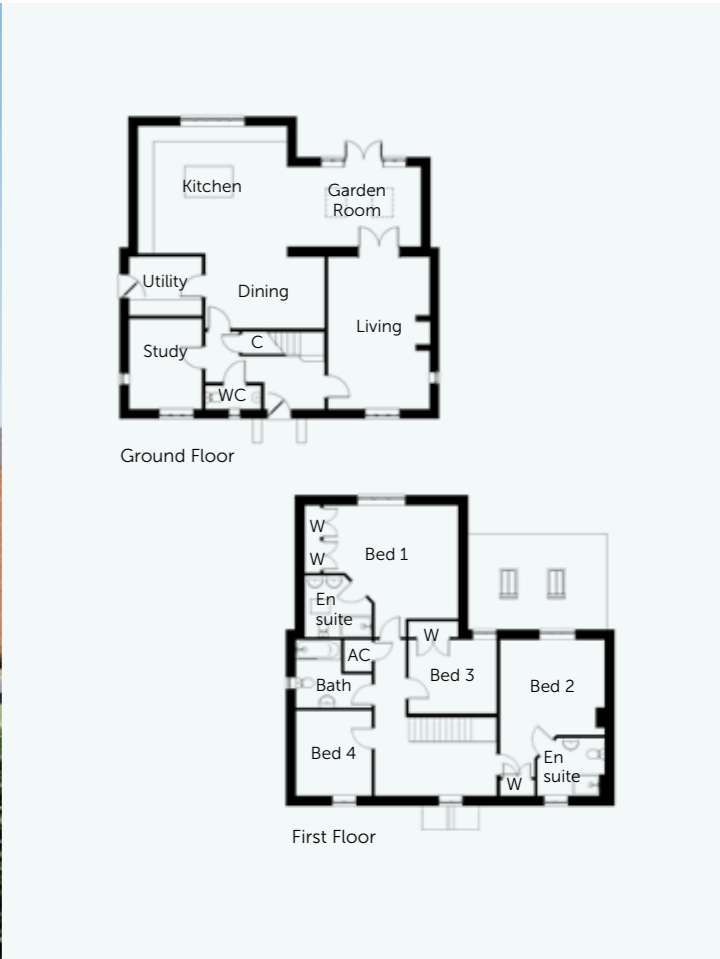 Kitchen
Garden
Room
Utility
Dining
Living
Study
C
WC
Ground Floor
W
W
Bed 1
En
suite
W
AC
Bed 3
Bath
Bed 2
Bed 4
En
suite
W
First Floor